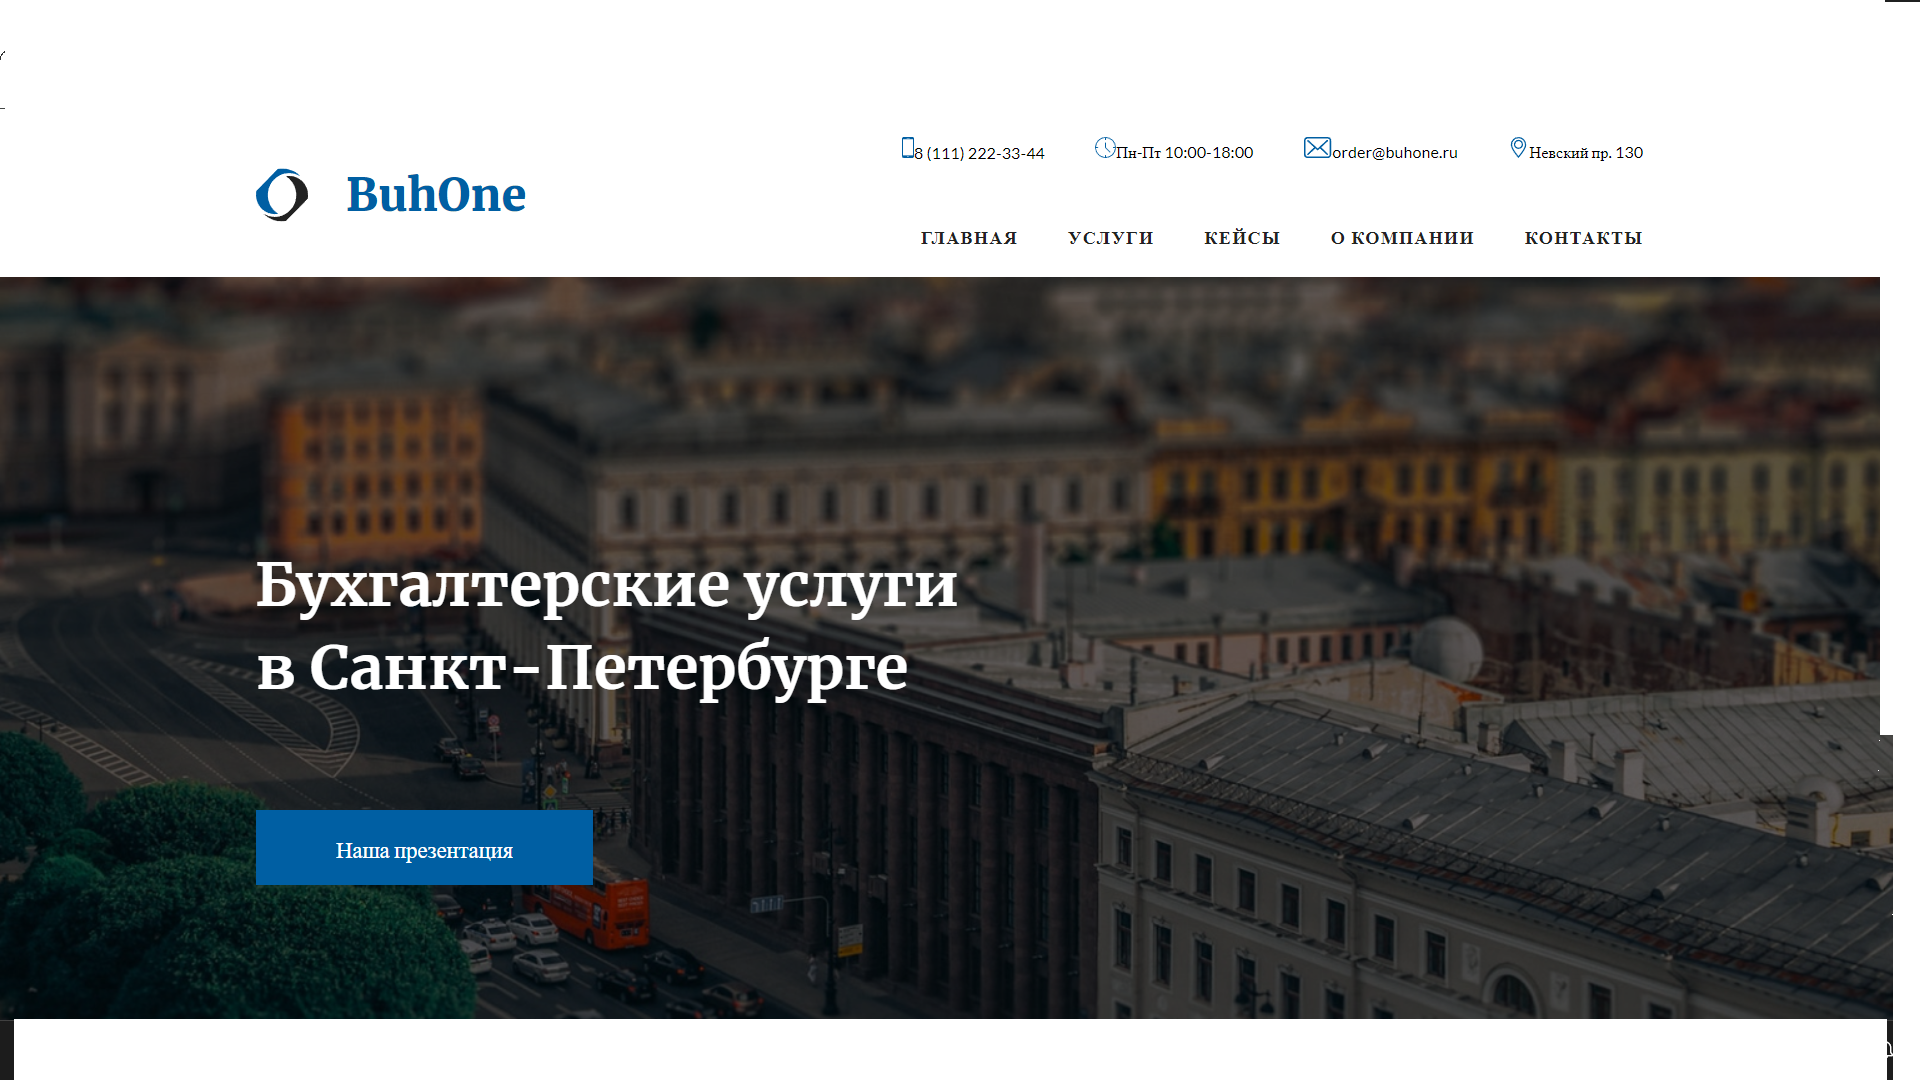 8 (111) 222-33-44
Пн-Пт 10:00-18:00
order@buhone.ru
Невский пр. 130
BuhOne
ГЛАВНАЯ
УСЛУГИ
КЕЙСЫ
О КОМПАНИИ
КОНТАКТЫ
Бухгалтерские услуги
в Санкт-Петербурге
Наша презентация